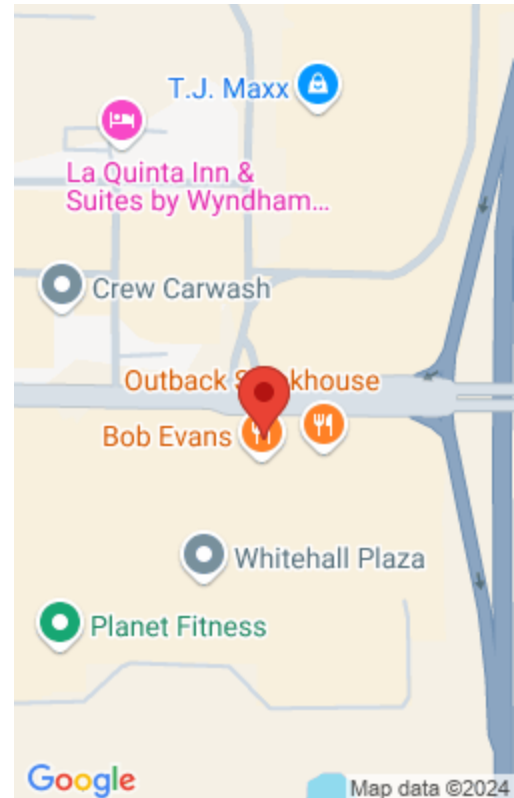 T.J. Maxx
La Quinta Inn &
Suites by Wyndham...
Crew Carwash
Outback
Bob Evans
Whitehall Plaza
Planet Fitness
Google
Map data ©2024